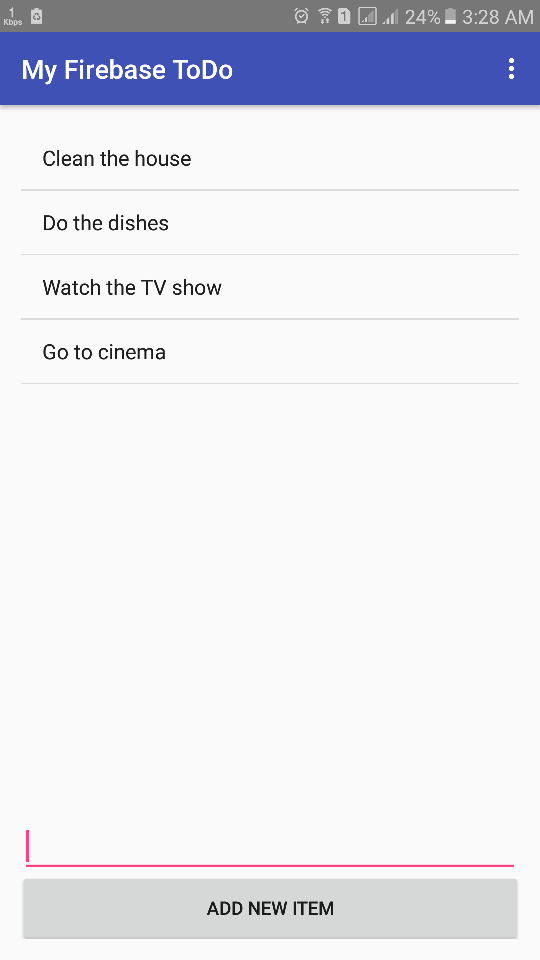 1
Kbps
1
24%
3:28 AM
My Firebase ToDo
Clean the house
Do the dishes
Watch the TV show
Go to cinema
ADD NEW ITEM